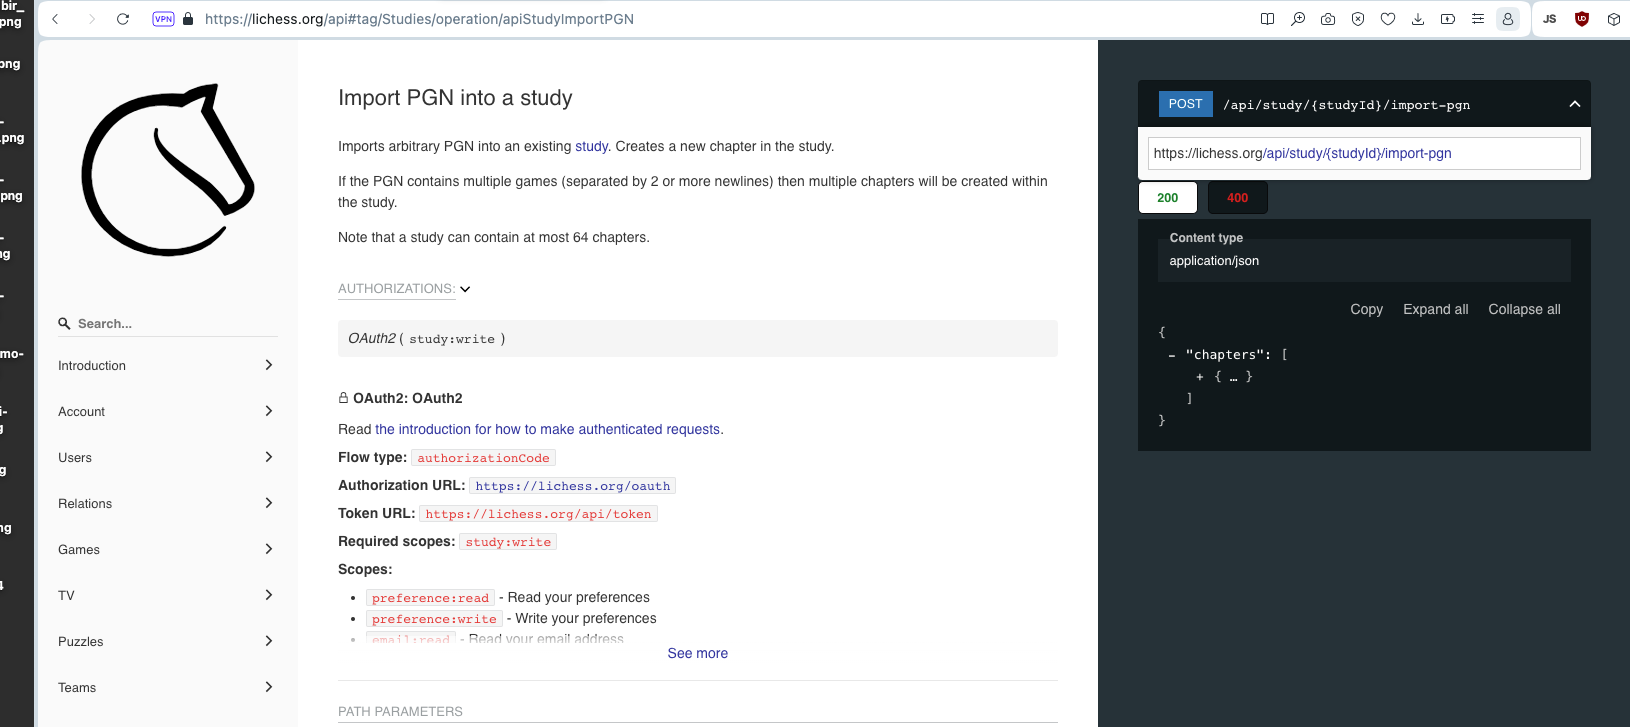 bir_
png
png
-
.png
-
png
-
ng
-
mo-
i-
g
g
ng
4
VPN
https://lichess.org/api#tag/Studies/operation/apiStudyImportPGN
JS
Search...
Introduction
Account
Users
Relations
Games
TV
Puzzles
Teams
Import PGN into a study
Imports arbitrary PGN into an existing study. Creates a new chapter in the study.
If the PGN contains multiple games (separated by 2 or more newlines) then multiple chapters will be created within
the study.
Note that a study can contain at most 64 chapters.
AUTHORIZATIONS:
OAuth2 ( study:write )
OAuth2: OAuth2
Read the introduction for how to make authenticated requests.
Flow type: authorizationCode
Authorization URL: https://lichess.org/oauth
Token URL: https://lichess.org/api/token
Required scopes: study:write
Scopes:
• preference:read - Read your preferences
• preference:write - Write your preferences
• email:read - Read your email address
See more
PATH PARAMETERS
POST /api/study/{studyId}/import-pgn
https://lichess.org/api/study/{studyId}/import-pgn
200 400
Content type
application/json
Copy Expand all Collapse all
{
- "chapters": [
+ { … }
]
}